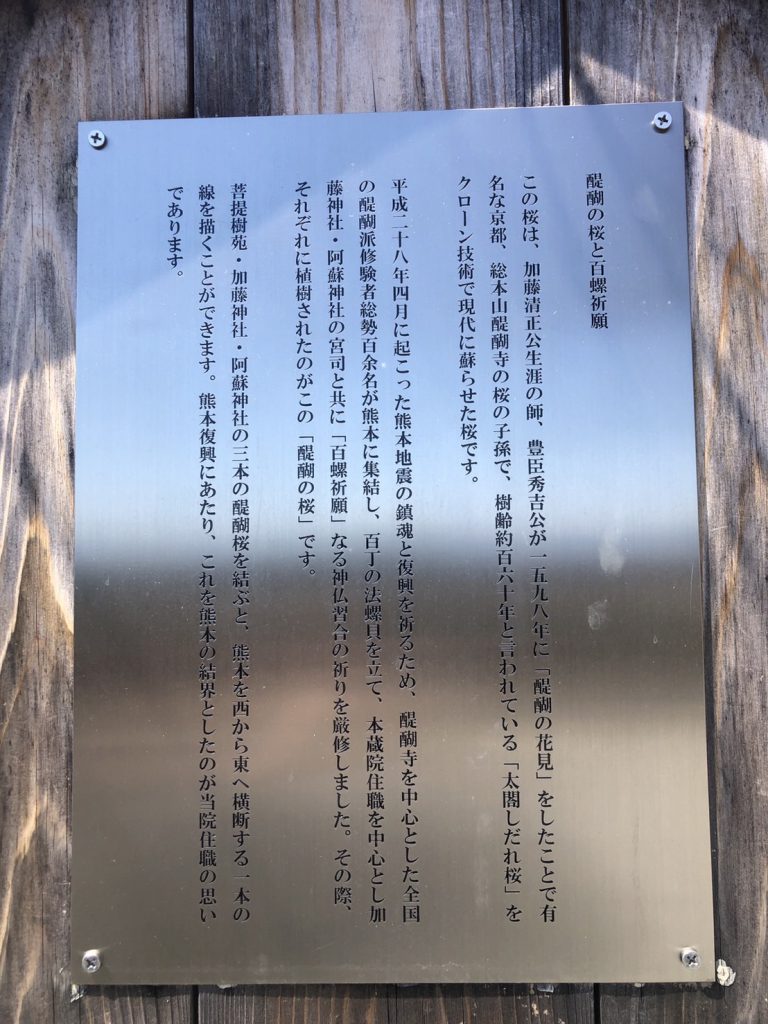 醍醐の桜と百螺祈願
この桜は、加藤清正公生涯の師、豊臣秀吉公が一五九八年に「醍醐の花見」をしたことで有
名な京都、総本山醍醐寺の桜の子孫で、樹齢約百六十年と言われている「太閤しだれ桜」を
クローン技術で現代に蘇らせた桜です。
平成二十八年四月に起こった熊本地震の鎮魂と復興を祈るため、醍醐寺を中心とした全国
の醍醐派修験者総勢百余名が熊本に集結し、百丁の法螺貝を立て、本蔵院住職を中心とし加
藤神社・阿蘇神社の宮司と共に「百螺祈願」なる神仏習合の祈りを厳修しました。その際、
それぞれに植樹されたのがこの「醍醐の桜」です。
菩提樹苑・加藤神社・阿蘇神社の三本の醍醐桜を結ぶと、熊本を西から東へ横断する一本の
線を描くことができます。熊本復興にあたり、これを熊本の結界としたのが当院住職の思い
であります。